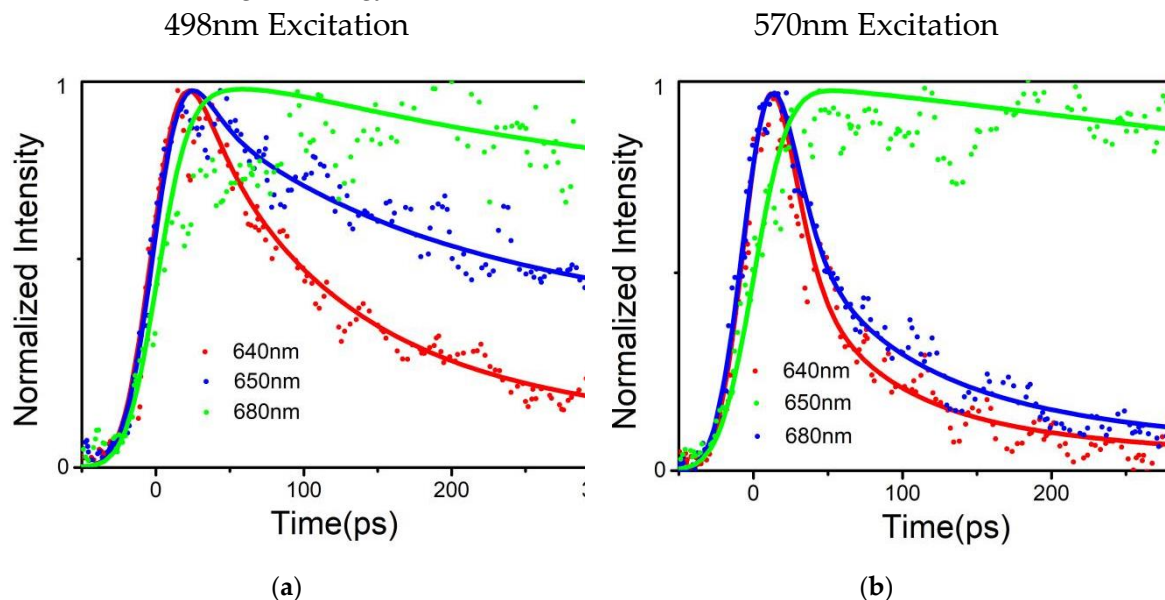 498nm Excitation
570nm Excitation
1
Normalized Intensity
640nm
650nm
680nm
0
0
100
200
Time(ps)
(a)
1
Normalized Intensity
640nm
650nm
680nm
0
0
100
200
Time(ps)
(b)